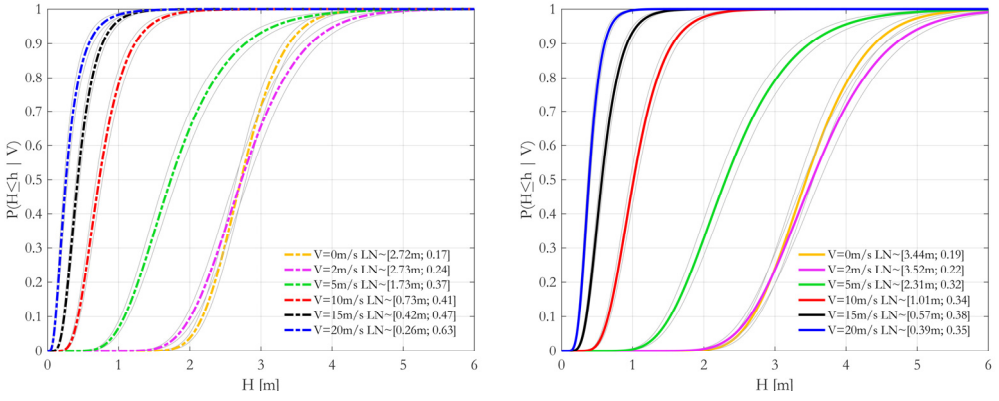 1
0.9
0.8
0.7
0.6
0.5
0.4
0.3
0.2
0.1
0
P(H≤h | V)
V=0m/s LN~[2.72m; 0.17]
V=2m/s LN~[2.73m; 0.24]
V=5m/s LN~[1.73m; 0.37]
V=10m/s LN~[0.73m; 0.41]
V=15m/s LN~[0.42m; 0.47]
V=20m/s LN~[0.26m; 0.63]
0 1 2 3 4 5 6
H [m]
1
0.9
0.8
0.7
0.6
0.5
0.4
0.3
0.2
0.1
0
P(H≤h | V)
V=0m/s LN~[3.44m; 0.19]
V=2m/s LN~[3.52m; 0.22]
V=5m/s LN~[2.31m; 0.32]
V=10m/s LN~[1.01m; 0.34]
V=15m/s LN~[0.57m; 0.38]
V=20m/s LN~[0.39m; 0.35]
0 1 2 3 4 5 6
H [m]